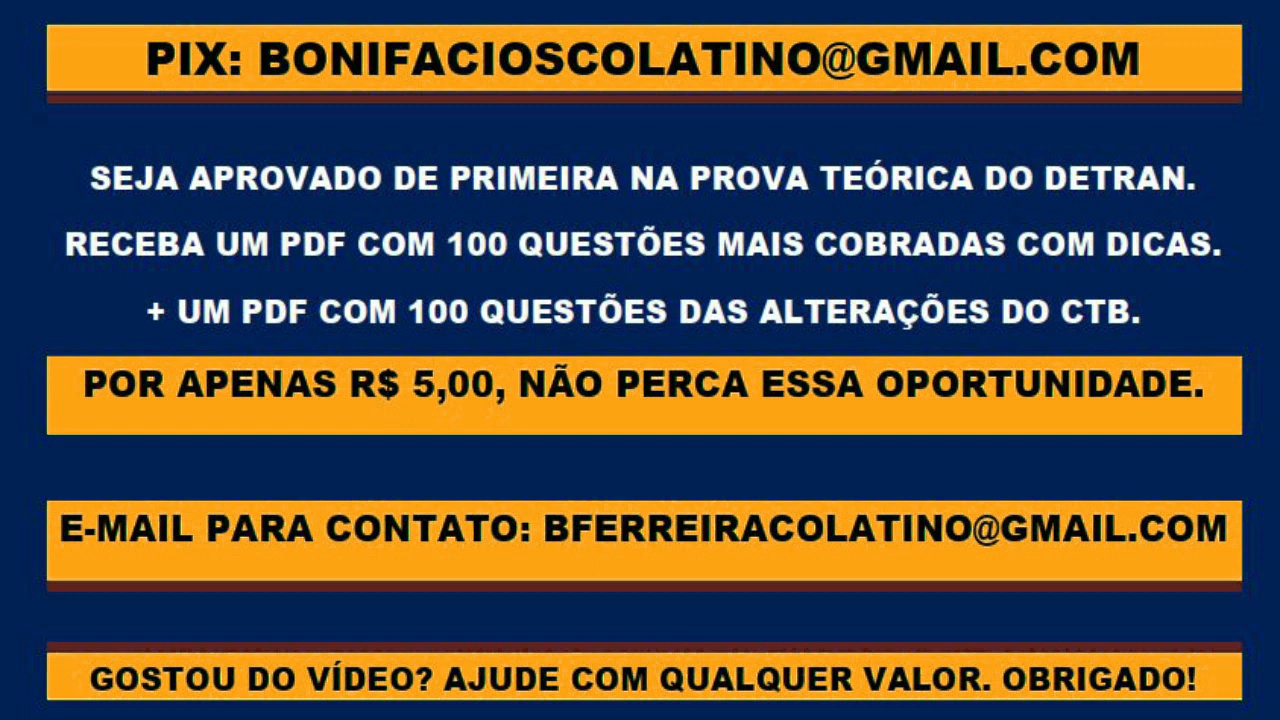 PIX: BONIFACIOSCOLATINO@GMAIL.COM
SEJA APROVADO DE PRIMEIRA NA PROVA TEÓRICA DO DETRAN.
RECEBA UM PDF COM 100 QUESTÕES MAIS COBRADAS COM DICAS.
+ UM PDF COM 100 QUESTÕES DAS ALTERAÇÕES DO CTB.
POR APENAS R$ 5,00, NÃO PERCA ESSA OPORTUNIDADE.
E-MAIL PARA CONTATO: BFERREIRACOLATINO@GMAIL.COM
GOSTOU DO VÍDEO? AJUDE COM QUALQUER VALOR. OBRIGADO!